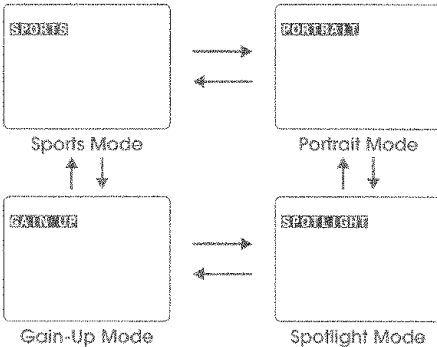 SPORTS
PORTRAIT
Sports Mode
Portrait Mode
GAIN UP
SPOTLIGHT
Gain-Up Mode
Spotlight Mode